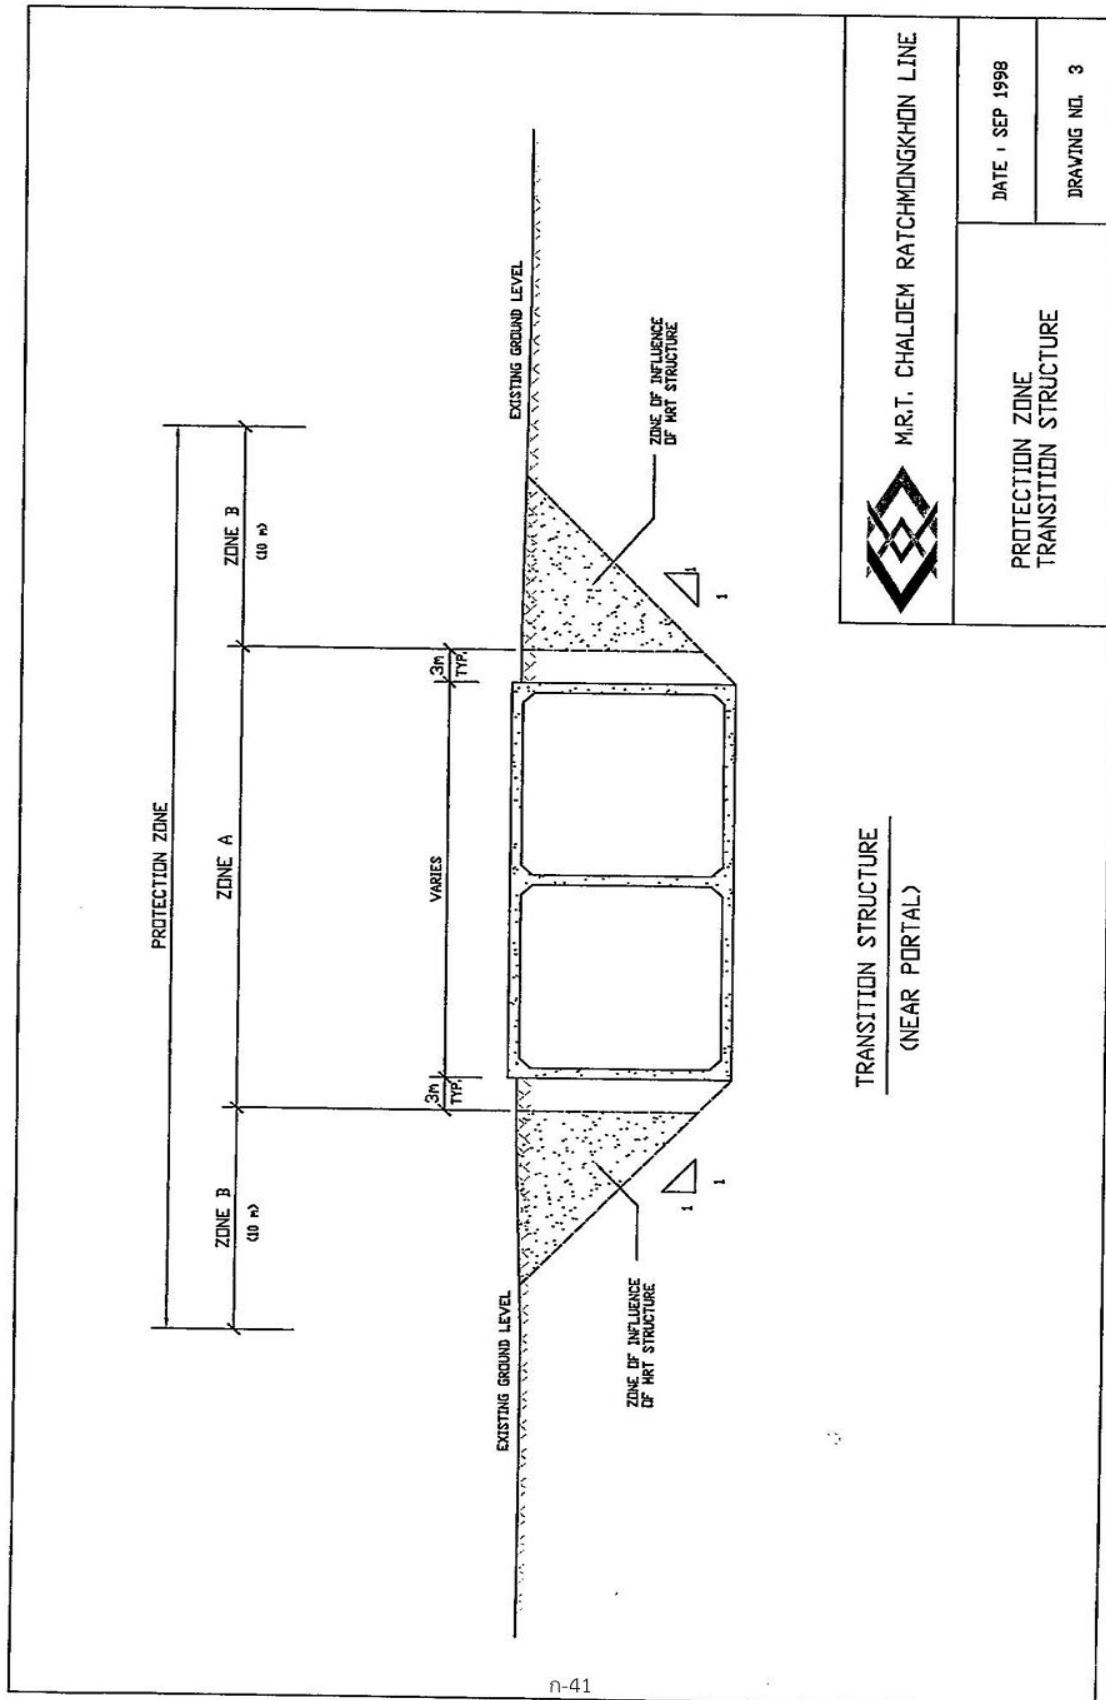 PROTECTION ZONE
ZONE B
(10 m)
ZONE A
ZONE B
(10 m)
3M
TYP.
VARIES
3M
TYP.
EXISTING GROUND LEVEL
EXISTING GROUND LEVEL
ZONE OF INFLUENCE
OF MRT STRUCTURE
1
1
ZONE OF INFLUENCE
OF MRT STRUCTURE
1
1
TRANSITION STRUCTURE
(NEAR PORTAL)
M.R.T. CHALOEM RATCHMONGKHON LINE
PROTECTION ZONE
TRANSITION STRUCTURE
DATE : SEP 1998
DRAWING NO. 3
ก-41